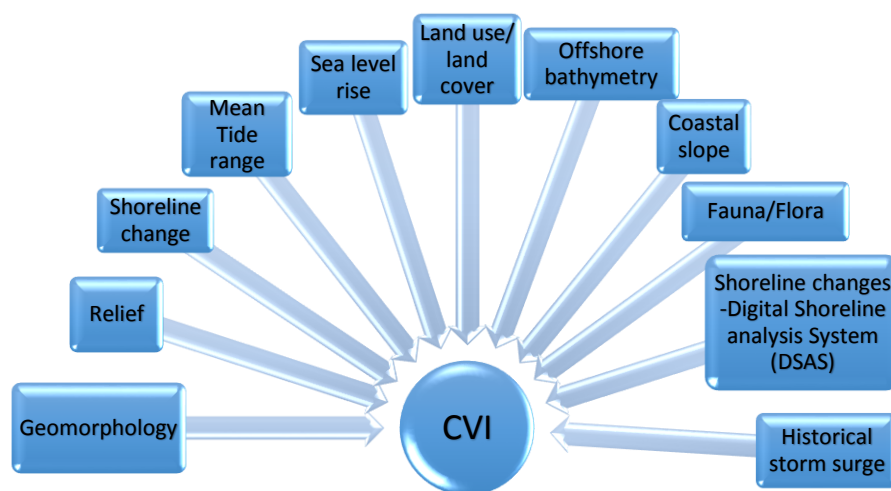 Land use/
land
cover
Offshore
bathymetry
Sea level
rise
Mean
Tide
range
Coastal
slope
Shoreline
change
Fauna/Flora
Relief
Shoreline changes
-Digital Shoreline
analysis System
(DSAS)
Geomorphology
CVI
Historical
storm surge